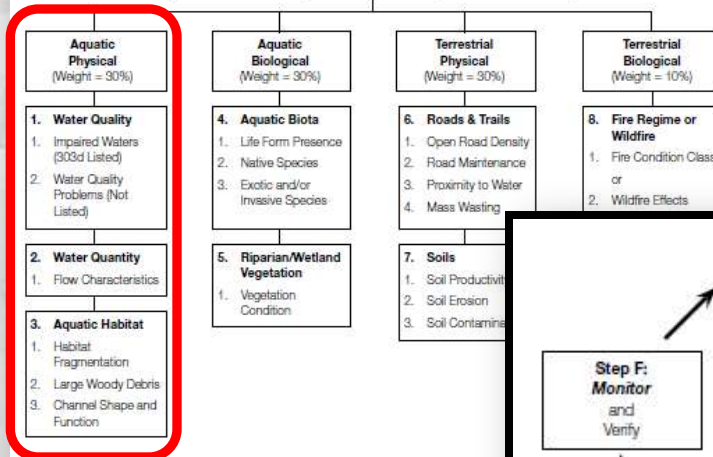 Aquatic
Physical
(Weight = 30%)
1. Water Quality
1. Impaired Waters
(303d Listed)
2. Water Quality
Problems (Not
Listed)
2. Water Quantity
1. Flow Characteristics
3. Aquatic Habitat
1. Habitat
Fragmentation
2. Large Woody Debris
3. Channel Shape and
Function
Aquatic
Biological
(Weight = 30%)
4. Aquatic Biota
1. Life Form Presence
2. Native Species
3. Exotic and/or
Invasive Species
5. Riparian/Wetland
Vegetation
1. Vegetation
Condition
Terrestrial
Physical
(Weight = 30%)
6. Roads & Trails
1. Open Road Density
2. Road Maintenance
3. Proximity to Water
4. Mass Wasting
7. Soils
1. Soil Productivit
2. Soil Erosion
3. Soil Contamina
Terrestrial
Biological
(Weight = 10%)
8. Fire Regime or
Wildfire
1. Fire Condition Class
or
2. Wildfire Effects
Step F:
Monitor
and
Verify